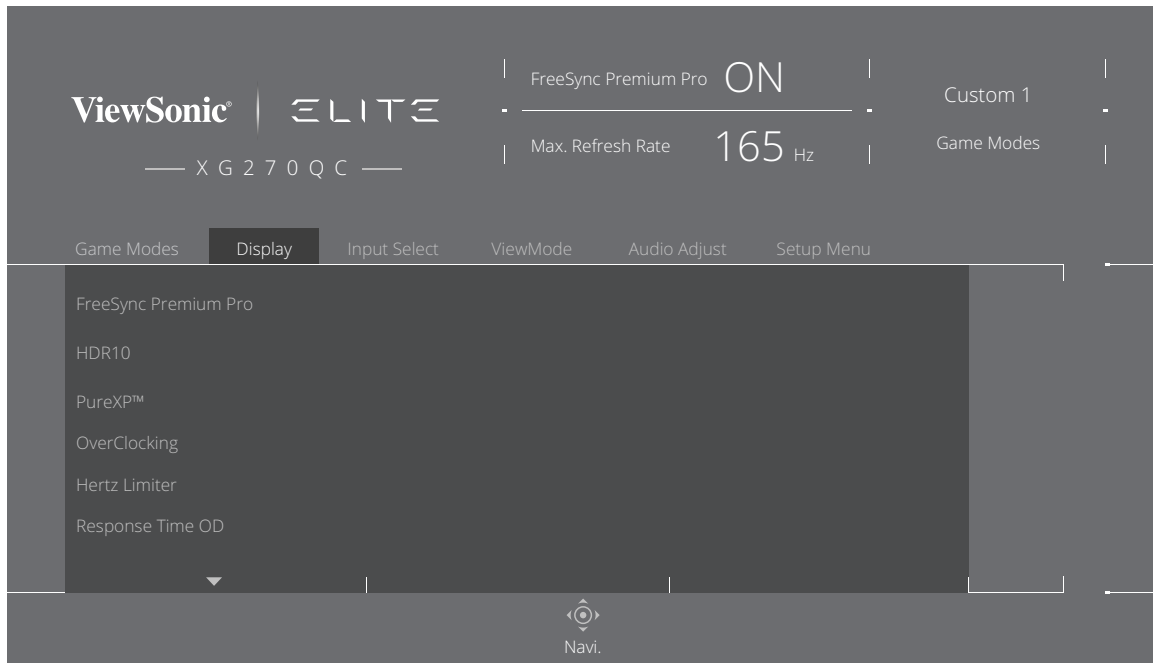 ViewSonic® ELITE
XG270QC
FreeSync Premium Pro ON
Max. Refresh Rate 165 Hz
Custom 1
Game Modes
Game Modes Display Input Select ViewMode Audio Adjust Setup Menu
FreeSync Premium Pro
HDR10
PureXP™
OverClocking
Hertz Limiter
Response Time OD
Navi.